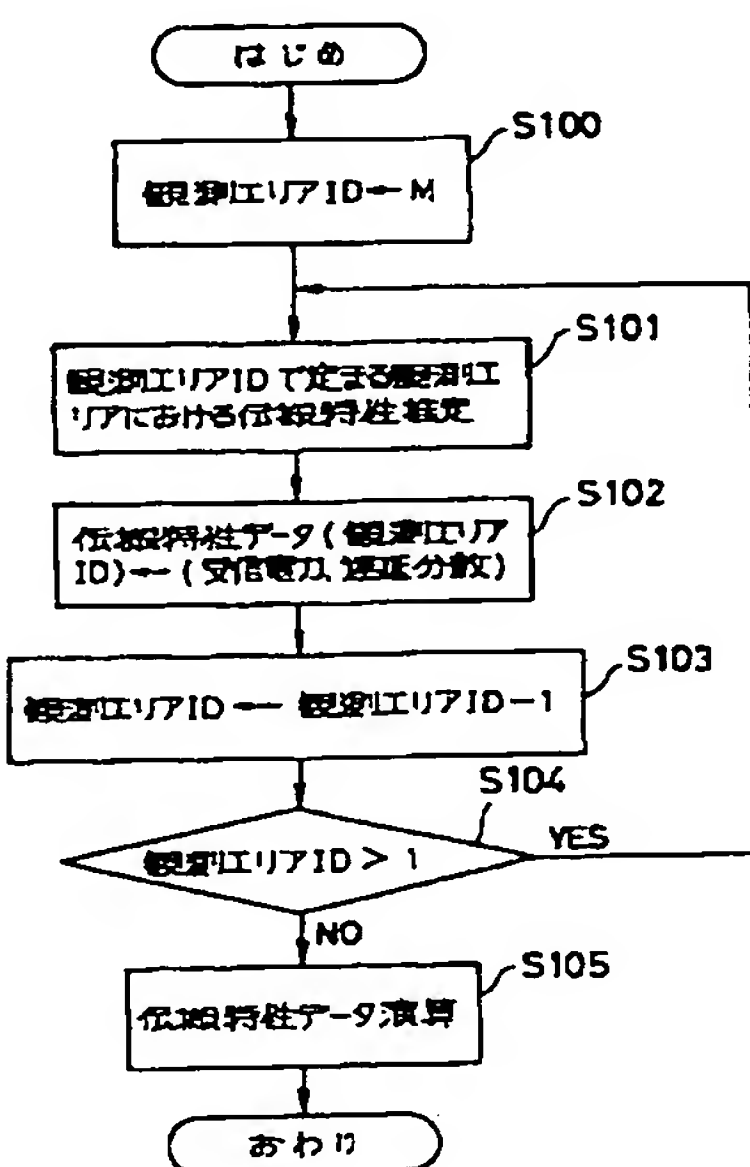 はじめ
S100
観測エリアID←M
S101
観測エリアIDで定まる観測エ
リアにおける伝搬特性推定
S102
伝搬特性データ(観測エリア
ID)←(受信電力、遅延分散)
S103
観測エリアID←観測エリアID-1
S104
観測エリアID>1
YES
NO
S105
伝搬特性データ演算
おわり